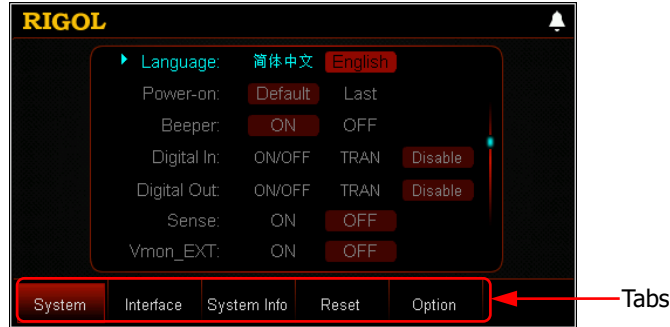 RIGOL
Language: 简体中文 English
Power-on: Default Last
Beeper: ON OFF
Digital In: ON/OFF TRAN Disable
Digital Out: ON/OFF TRAN Disable
Sense: ON OFF
Vmon_EXT: ON OFF
System Interface System Info Reset Option
Tabs